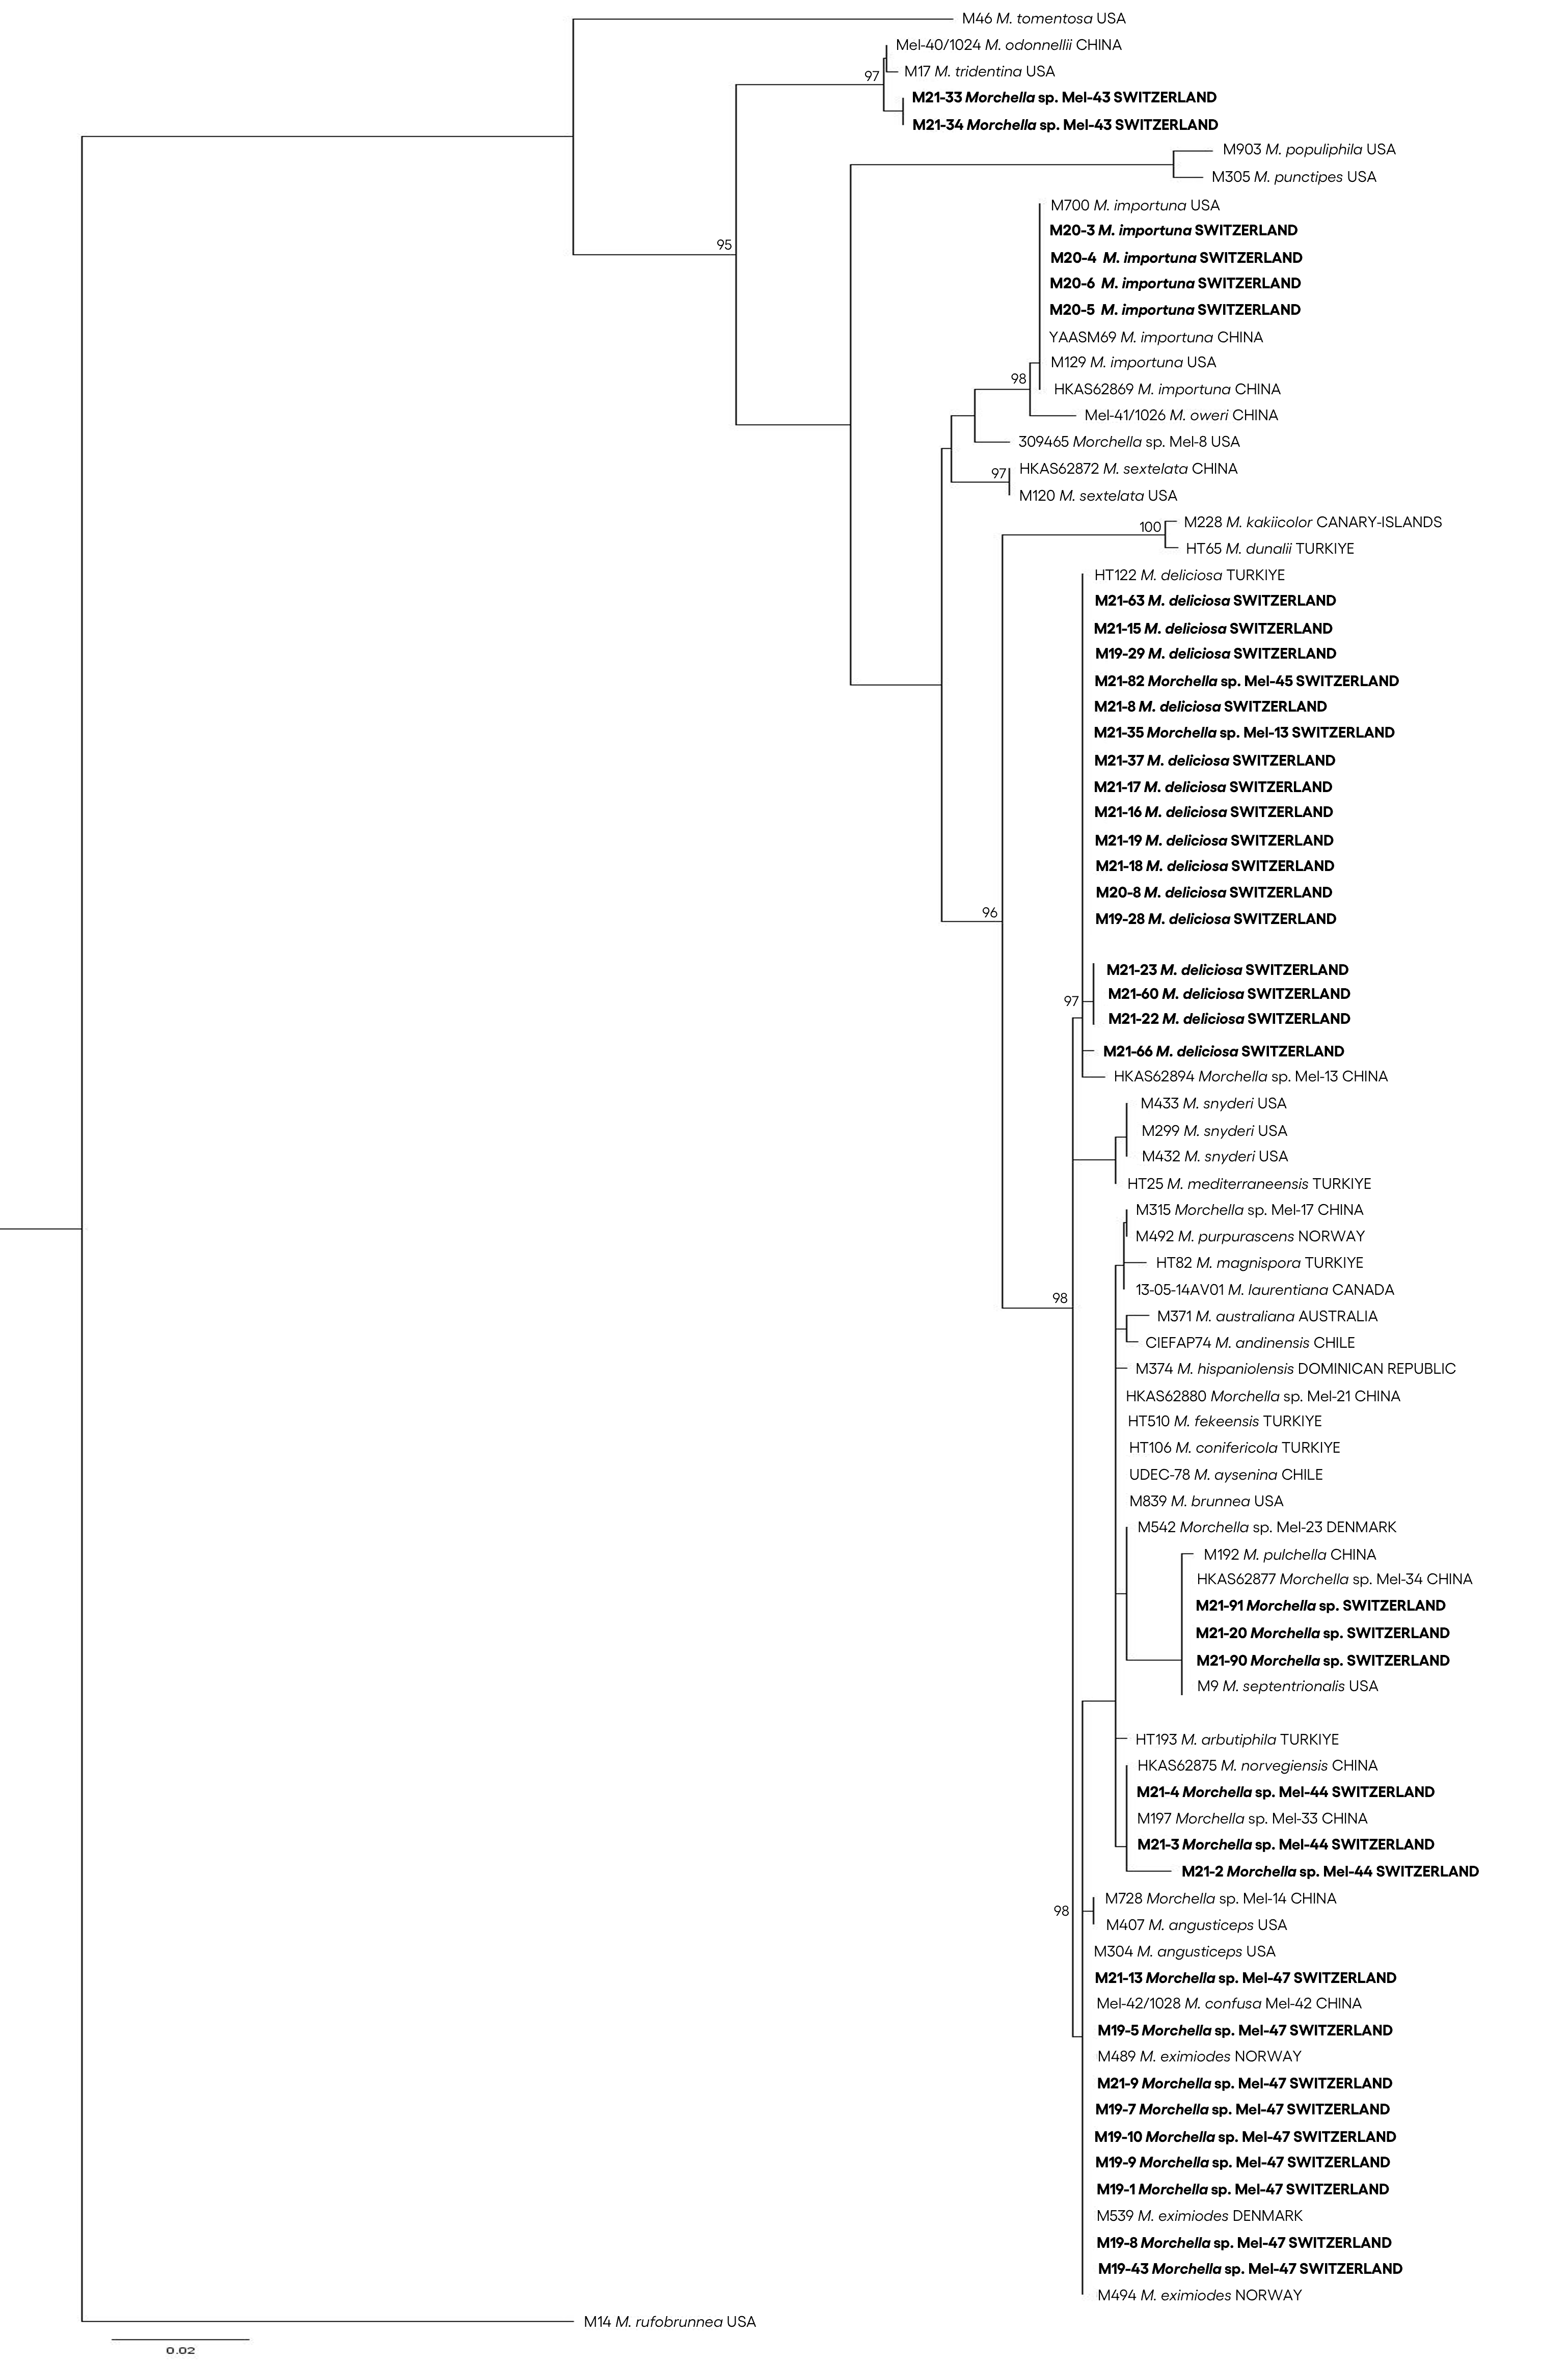 M46 M. tomentosa USA
Mel-40/1024 M. odonnellii CHINA
M17 M. tridentina USA
97
M21-33 Morchella sp. Mel-43 SWITZERLAND
M21-34 Morchella sp. Mel-43 SWITZERLAND
M903 M. populiphila USA
M305 M. punctipes USA
M700 M. importuna USA
M20-3 M. importuna SWITZERLAND
95
M20-4 M. importuna SWITZERLAND
M20-6 M. importuna SWITZERLAND
M20-5 M. importuna SWITZERLAND
YAASM69 M. importuna CHINA
M129 M. importuna USA
98
HKAS62869 M. importuna CHINA
Mel-41/1026 M. oweri CHINA
309465 Morchella sp. Mel-8 USA
HKAS62872 M. sextelata CHINA
97
M120 M. sextelata USA
M228 M. kakiicolor CANARY-ISLANDS
100
HT65 M. dunalii TURKIYE
HT122 M. deliciosa TURKIYE
M21-63 M. deliciosa SWITZERLAND
M21-15 M. deliciosa SWITZERLAND
M19-29 M. deliciosa SWITZERLAND
M21-82 Morchella sp. Mel-45 SWITZERLAND
M21-8 M. deliciosa SWITZERLAND
M21-35 Morchella sp. Mel-13 SWITZERLAND
M21-37 M. deliciosa SWITZERLAND
M21-17 M. deliciosa SWITZERLAND
M21-16 M. deliciosa SWITZERLAND
M21-19 M. deliciosa SWITZERLAND
M21-18 M. deliciosa SWITZERLAND
M20-8 M. deliciosa SWITZERLAND
96
M19-28 M. deliciosa SWITZERLAND
M21-23 M. deliciosa SWITZERLAND
M21-60 M. deliciosa SWITZERLAND
97
M21-22 M. deliciosa SWITZERLAND
M21-66 M. deliciosa SWITZERLAND
HKAS62894 Morchella sp. Mel-13 CHINA
M433 M. snyderi USA
M299 M. snyderi USA
M432 M. snyderi USA
HT25 M. mediterraneensis TURKIYE
M315 Morchella sp. Mel-17 CHINA
M492 M. purpurascens NORWAY
HT82 M. magnispora TURKIYE
13-05-14AV01 M. laurentiana CANADA
98
M371 M. australiana AUSTRALIA
CIEFAP74 M. andinensis CHILE
M374 M. hispaniolensis DOMINICAN REPUBLIC
HKAS62880 Morchella sp. Mel-21 CHINA
HT510 M. fekeensis TURKIYE
HT106 M. conifericola TURKIYE
UDEC-78 M. aysenina CHILE
M839 M. brunnea USA
M542 Morchella sp. Mel-23 DENMARK
M192 M. pulchella CHINA
HKAS62877 Morchella sp. Mel-34 CHINA
M21-91 Morchella sp. SWITZERLAND
M21-20 Morchella sp. SWITZERLAND
M21-90 Morchella sp. SWITZERLAND
M9 M. septentrionalis USA
HT193 M. arbutiphila TURKIYE
HKAS62875 M. norvegiensis CHINA
M21-4 Morchella sp. Mel-44 SWITZERLAND
M197 Morchella sp. Mel-33 CHINA
M21-3 Morchella sp. Mel-44 SWITZERLAND
M21-2 Morchella sp. Mel-44 SWITZERLAND
M728 Morchella sp. Mel-14 CHINA
98
M407 M. angusticeps USA
M304 M. angusticeps USA
M21-13 Morchella sp. Mel-47 SWITZERLAND
Mel-42/1028 M. confusa Mel-42 CHINA
M19-5 Morchella sp. Mel-47 SWITZERLAND
M489 M. eximiodes NORWAY
M21-9 Morchella sp. Mel-47 SWITZERLAND
M19-7 Morchella sp. Mel-47 SWITZERLAND
M19-10 Morchella sp. Mel-47 SWITZERLAND
M19-9 Morchella sp. Mel-47 SWITZERLAND
M19-1 Morchella sp. Mel-47 SWITZERLAND
M539 M. eximiodes DENMARK
M19-8 Morchella sp. Mel-47 SWITZERLAND
M19-43 Morchella sp. Mel-47 SWITZERLAND
M494 M. eximiodes NORWAY
M14 M. rufobrunnea USA
0.02